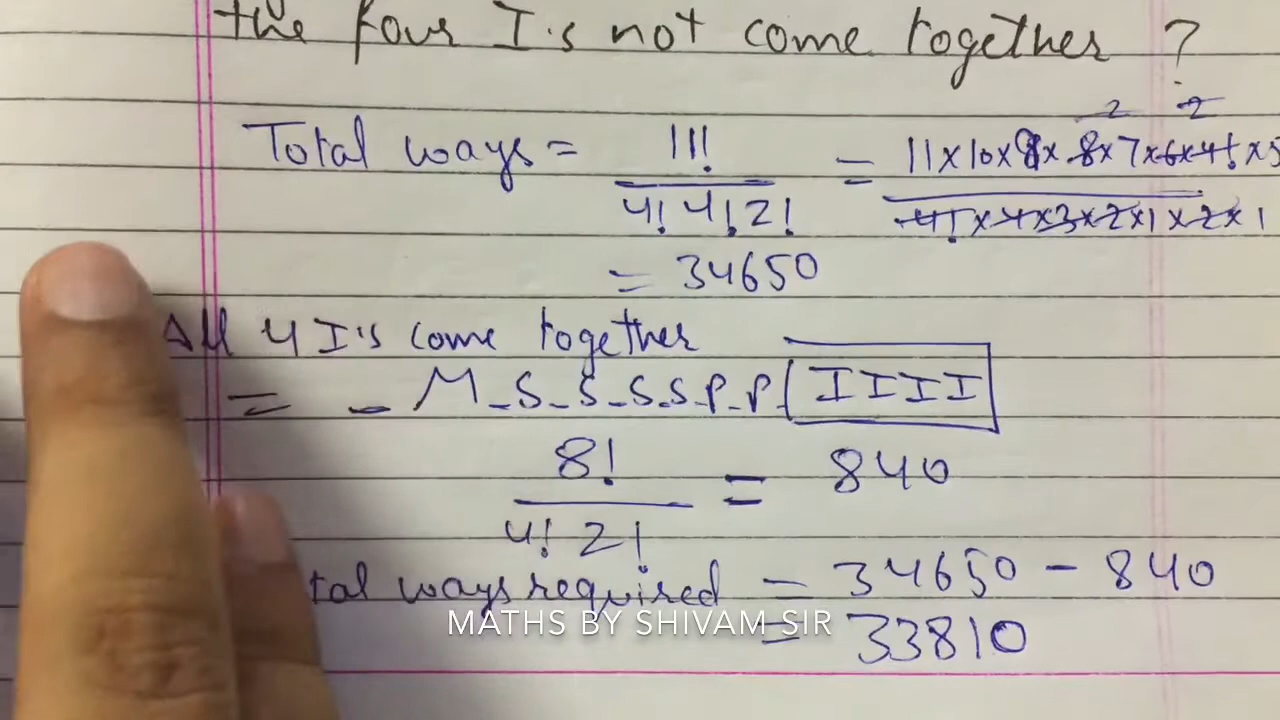 the four I's not come together ?
2 2
Total ways = 11! / 4! 4! 2! = 11 x 10 x 9 x 8 x 7 x 6 x 4! x 5 / 4! x 4 x 3 x 2 x 1 x 2 x 1
= 34650
All 4 I's come together
= _ M _ S _ S _ S _ S _ P _ P _ I I I I
8! / 4! 2! = 840
tal ways required = 34650 - 840
= 33810
MATHS BY SHIVAM SIR